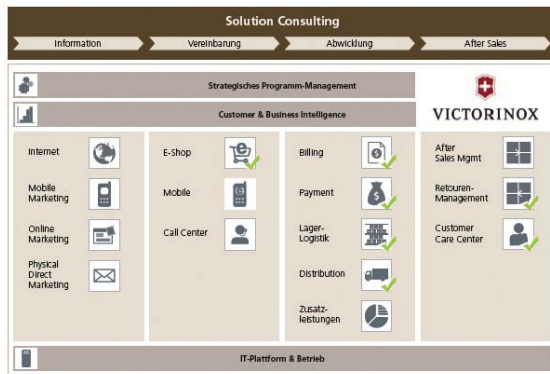 Solution Consulting
Information
Vereinbarung
Abwicklung
After Sales
Strategisches Programm-Management
Customer & Business Intelligence
VICTORINOX
Internet
Mobile
Marketing
Online
Marketing
Physical
Direct
Marketing
E-Shop
e
Mobile
Call Center
Billing
$
Payment
$
Lager-
Logistik
Distribution
Zusatz-
leistungen
After
Sales Mgmt
Retouren-
Management
Customer
Care Center
IT-Plattform & Betrieb